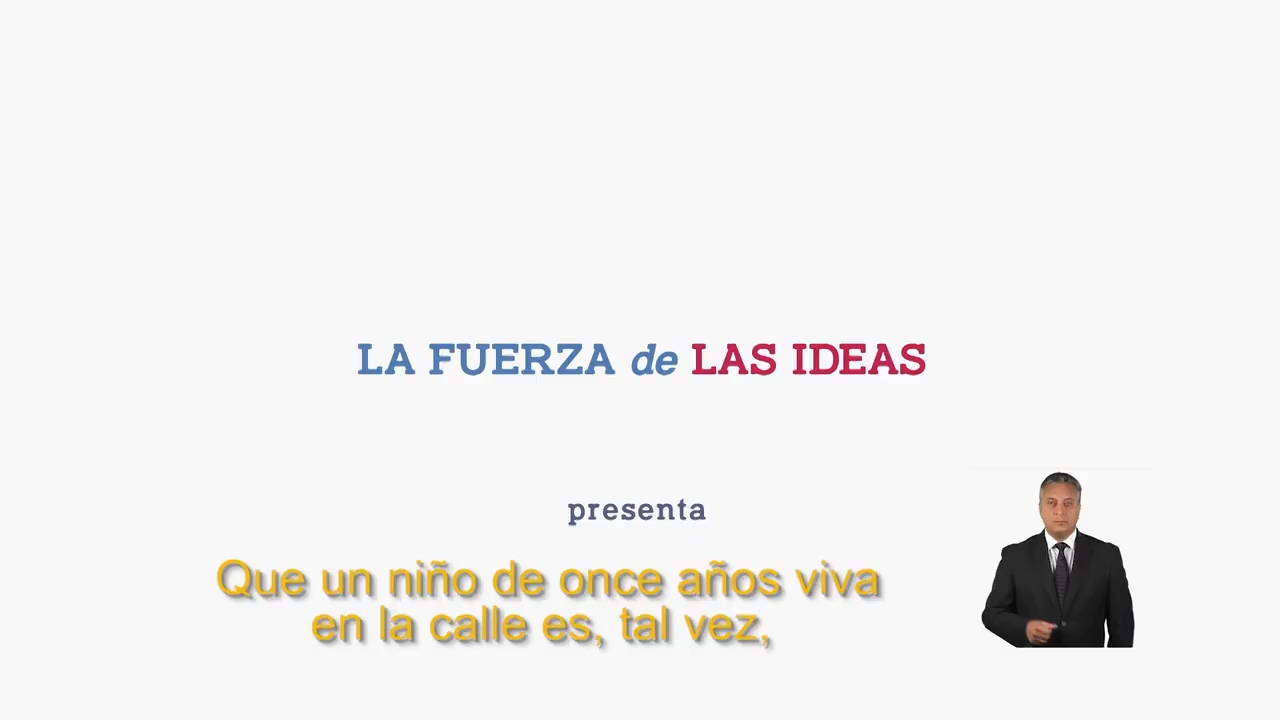 LA FUERZA de LAS IDEAS
presenta
Que un niño de once años viva
en la calle es, tal vez,